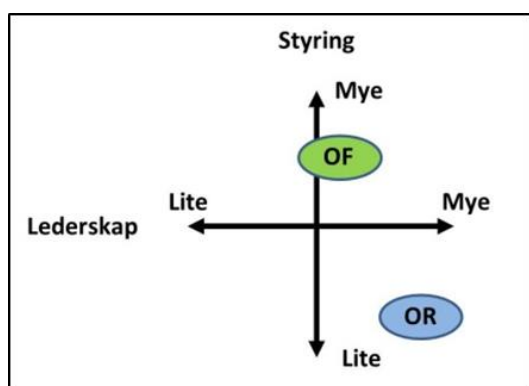 Styring
Mye
OF
Lite
Mye
Lederskap
OR
Lite